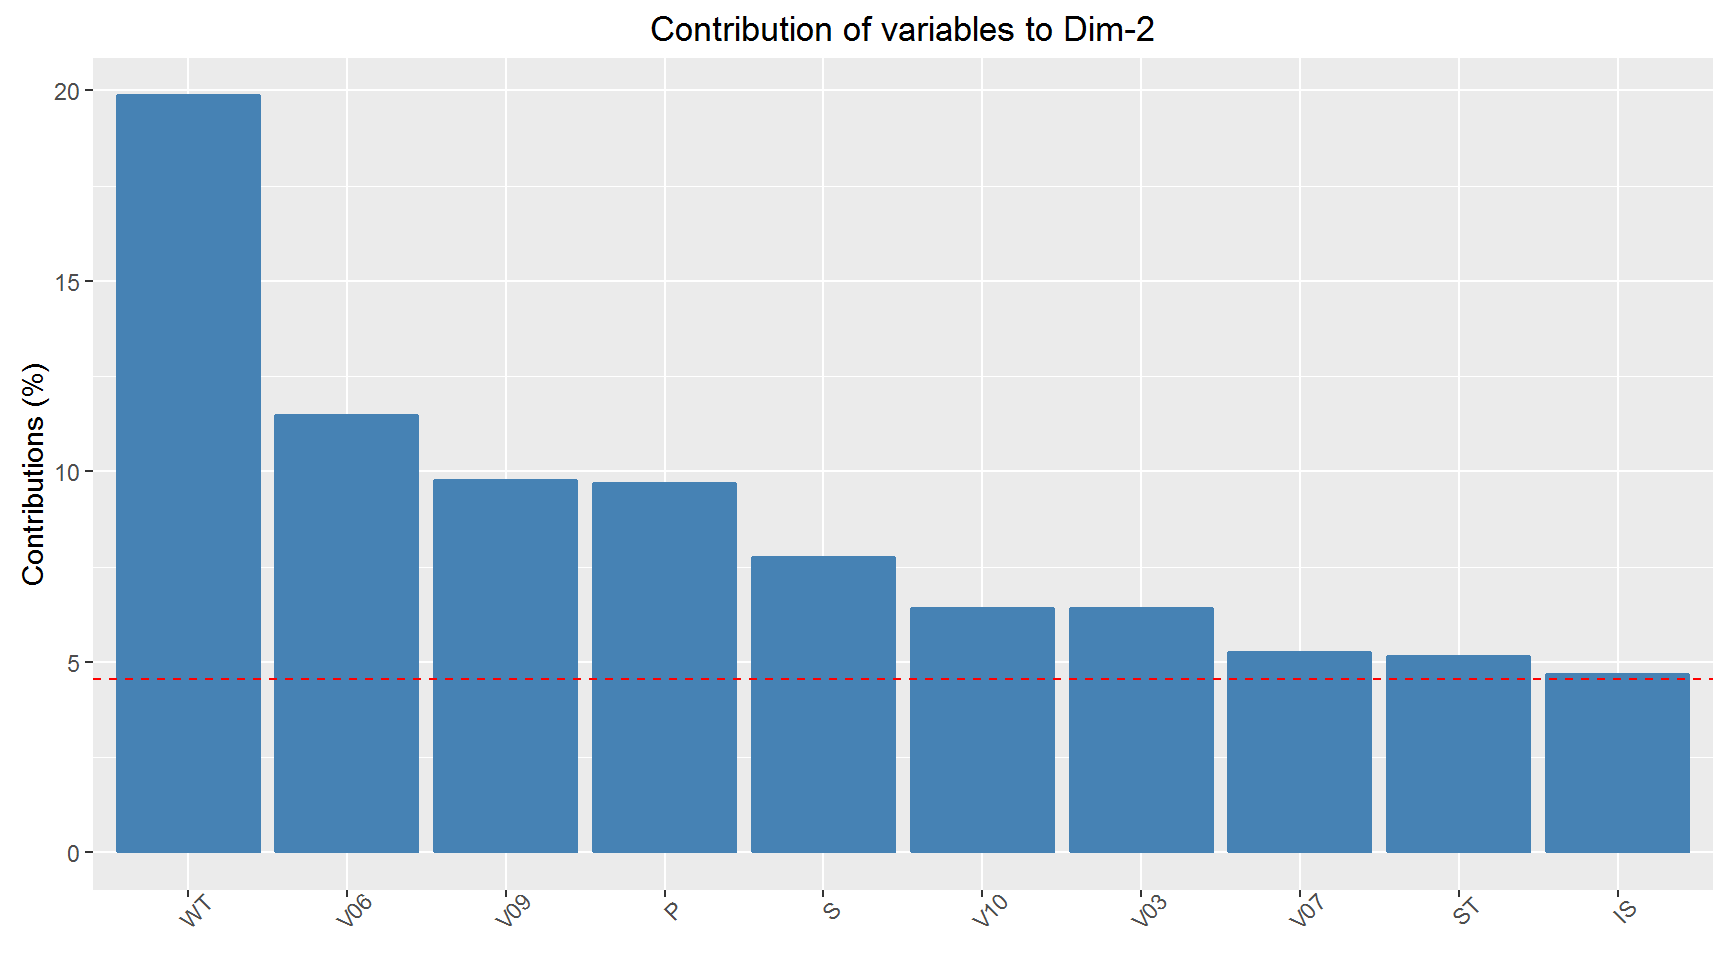 Contribution of variables to Dim-2
Contributions (%)
20
15
10
5
0
WT V06 V09 P S V10 V03 V07 ST IS